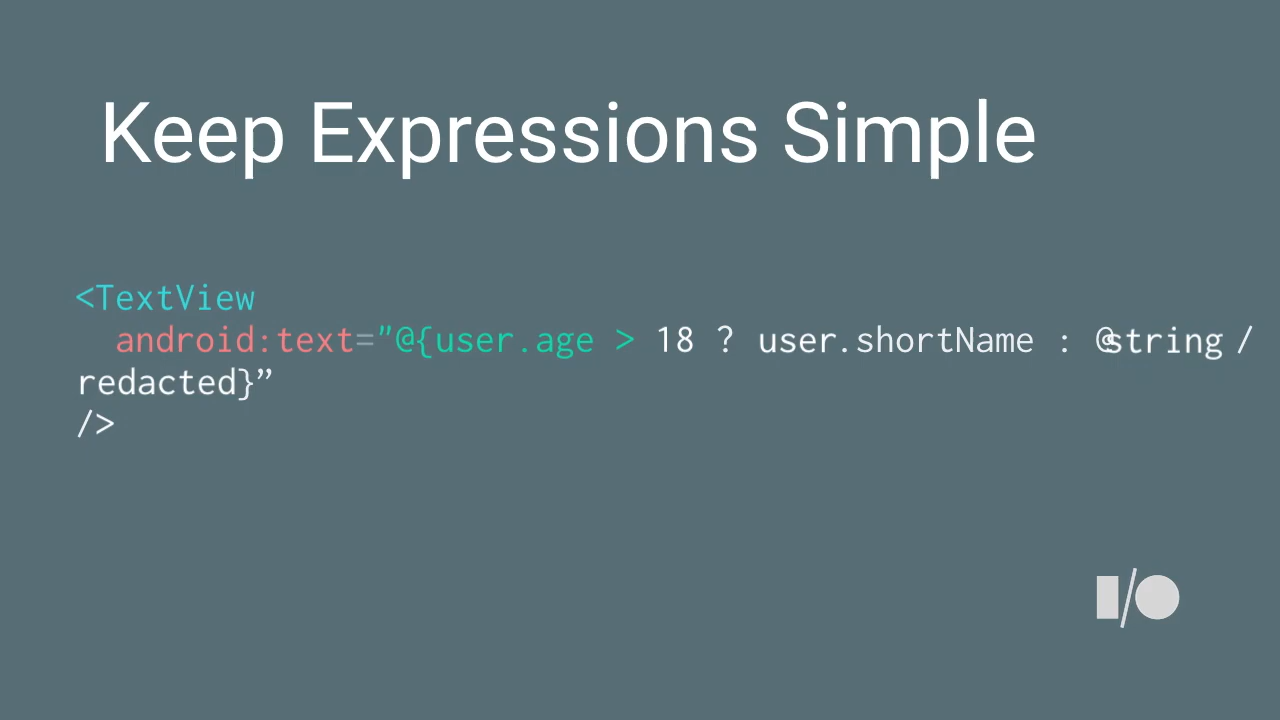 Keep Expressions Simple
<TextView
android:text="@{user.age > 18 ? user.shortName : @string /
redacted}”
/>
I/O